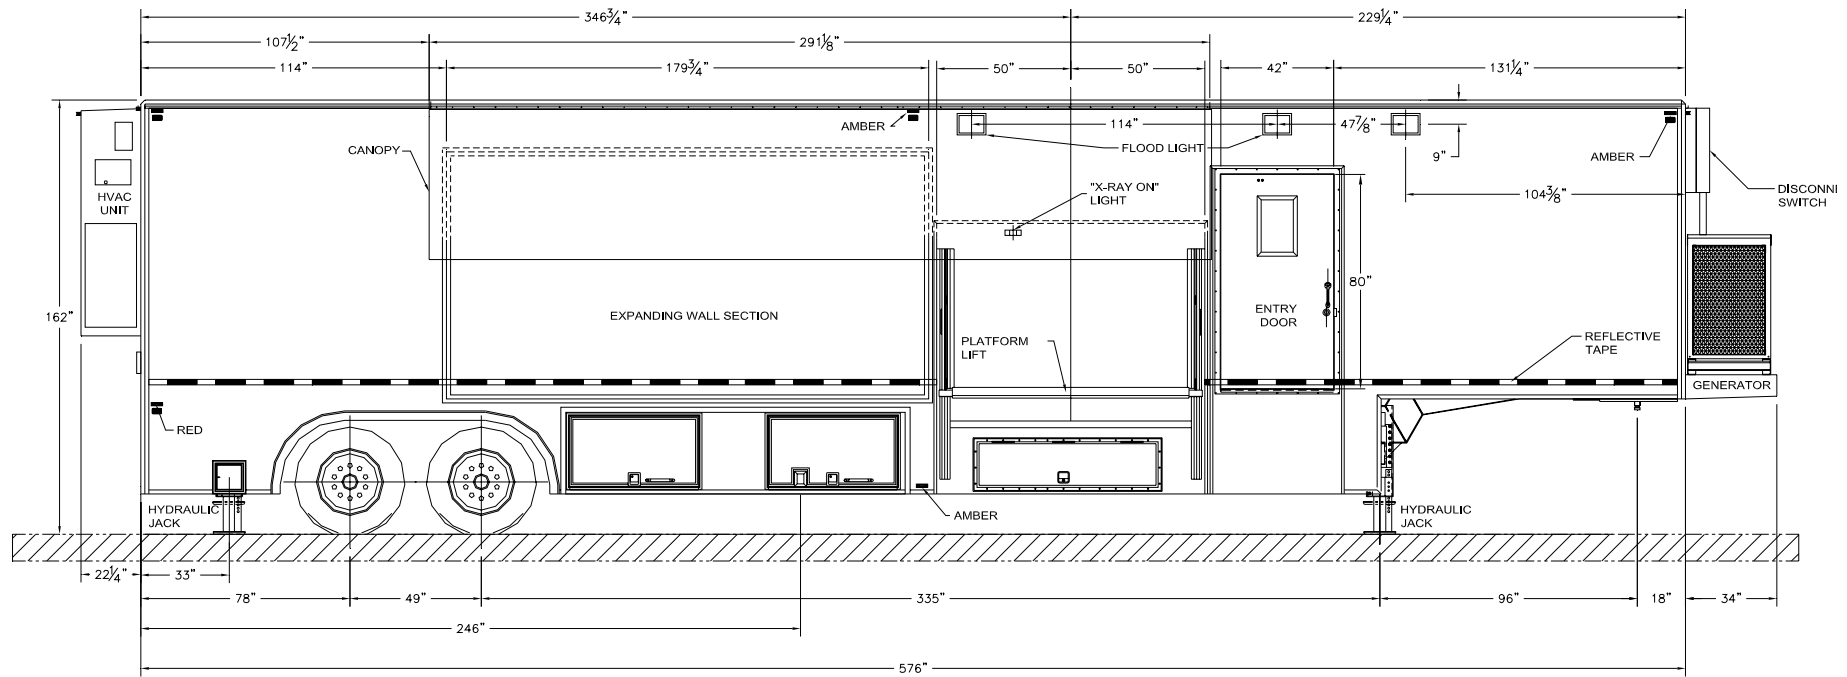 346¾" 229¼"
107½" 291⅛"
114" 179¾" 50" 50" 42" 131¼"
AMBER 114" 47⅞"
CANOPY FLOOD LIGHT 9" AMBER
"X-RAY ON"
LIGHT
104⅜" DISCONNE
SWITCH
HVAC
UNIT
80"
162" EXPANDING WALL SECTION ENTRY
DOOR
PLATFORM
LIFT
REFLECTIVE
TAPE
GENERATOR
RED
HYDRAULIC
JACK
AMBER
HYDRAULIC
JACK
22¼" 33"
78" 49" 335" 96" 18" 34"
246"
576"